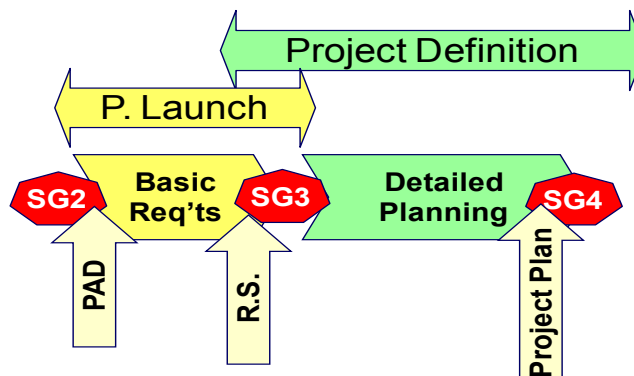 Project Definition
P. Launch
SG2
Basic
Req'ts
SG3
Detailed
Planning
SG4
PAD
R.S.
Project Plan